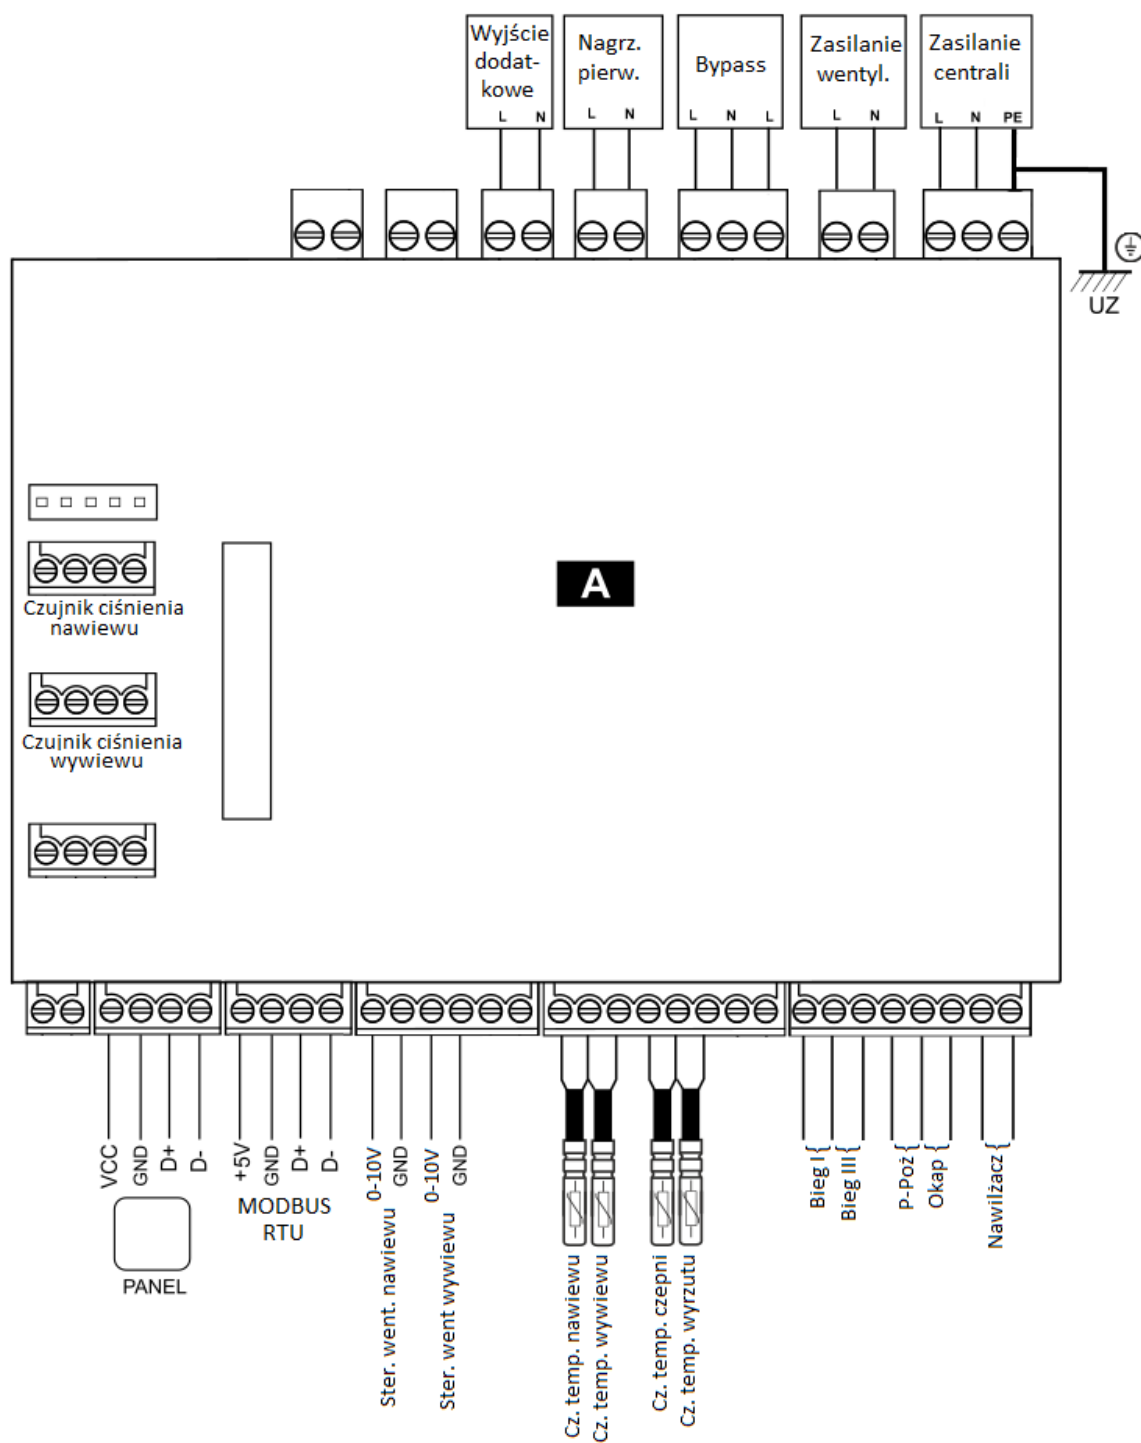 Wyjście
dodat-
kowe
L N
Nagrz.
pierw.
L N
Bypass
L N L
Zasilanie
wentyl.
L N
Zasilanie
centrali
L N PE
UZ
Czujnik ciśnienia
nawiewu
A
Czujnik ciśnienia
wywiewu
VCC
GND
D+
D-
PANEL
+5V
GND
D+
D-
MODBUS
RTU
0-10V
GND
Ster. went. nawiewu
0-10V
GND
Ster. went wywiewu
Cz. temp. nawiewu
Cz. temp. wywiewu
Cz. temp. czepni
Cz. temp. wyrzutu
Bieg I {
Bieg III {
P-Poż {
Okap {
Nawilżacz {